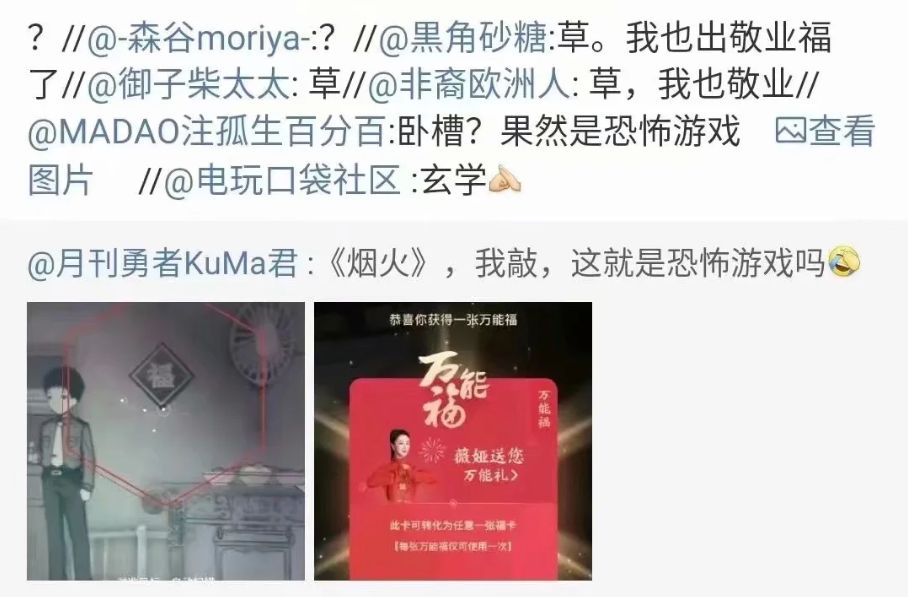 ？//@-森谷moriya-:？//@黒角砂糖:草。我也出敬业福
了//@御子柴太太: 草//@非裔欧洲人: 草，我也敬业//
@MADAO注孤生百分百:卧槽？果然是恐怖游戏 查看
图片 //@电玩口袋社区 :玄学
@月刊勇者KuMa君 :《烟火》，我敲，这就是恐怖游戏吗
福
恭喜你获得一张万能福
万能福
万能福
薇娅送您
万能礼>
此卡可转化为任意一张福卡
【每张万能福仅可使用一次】